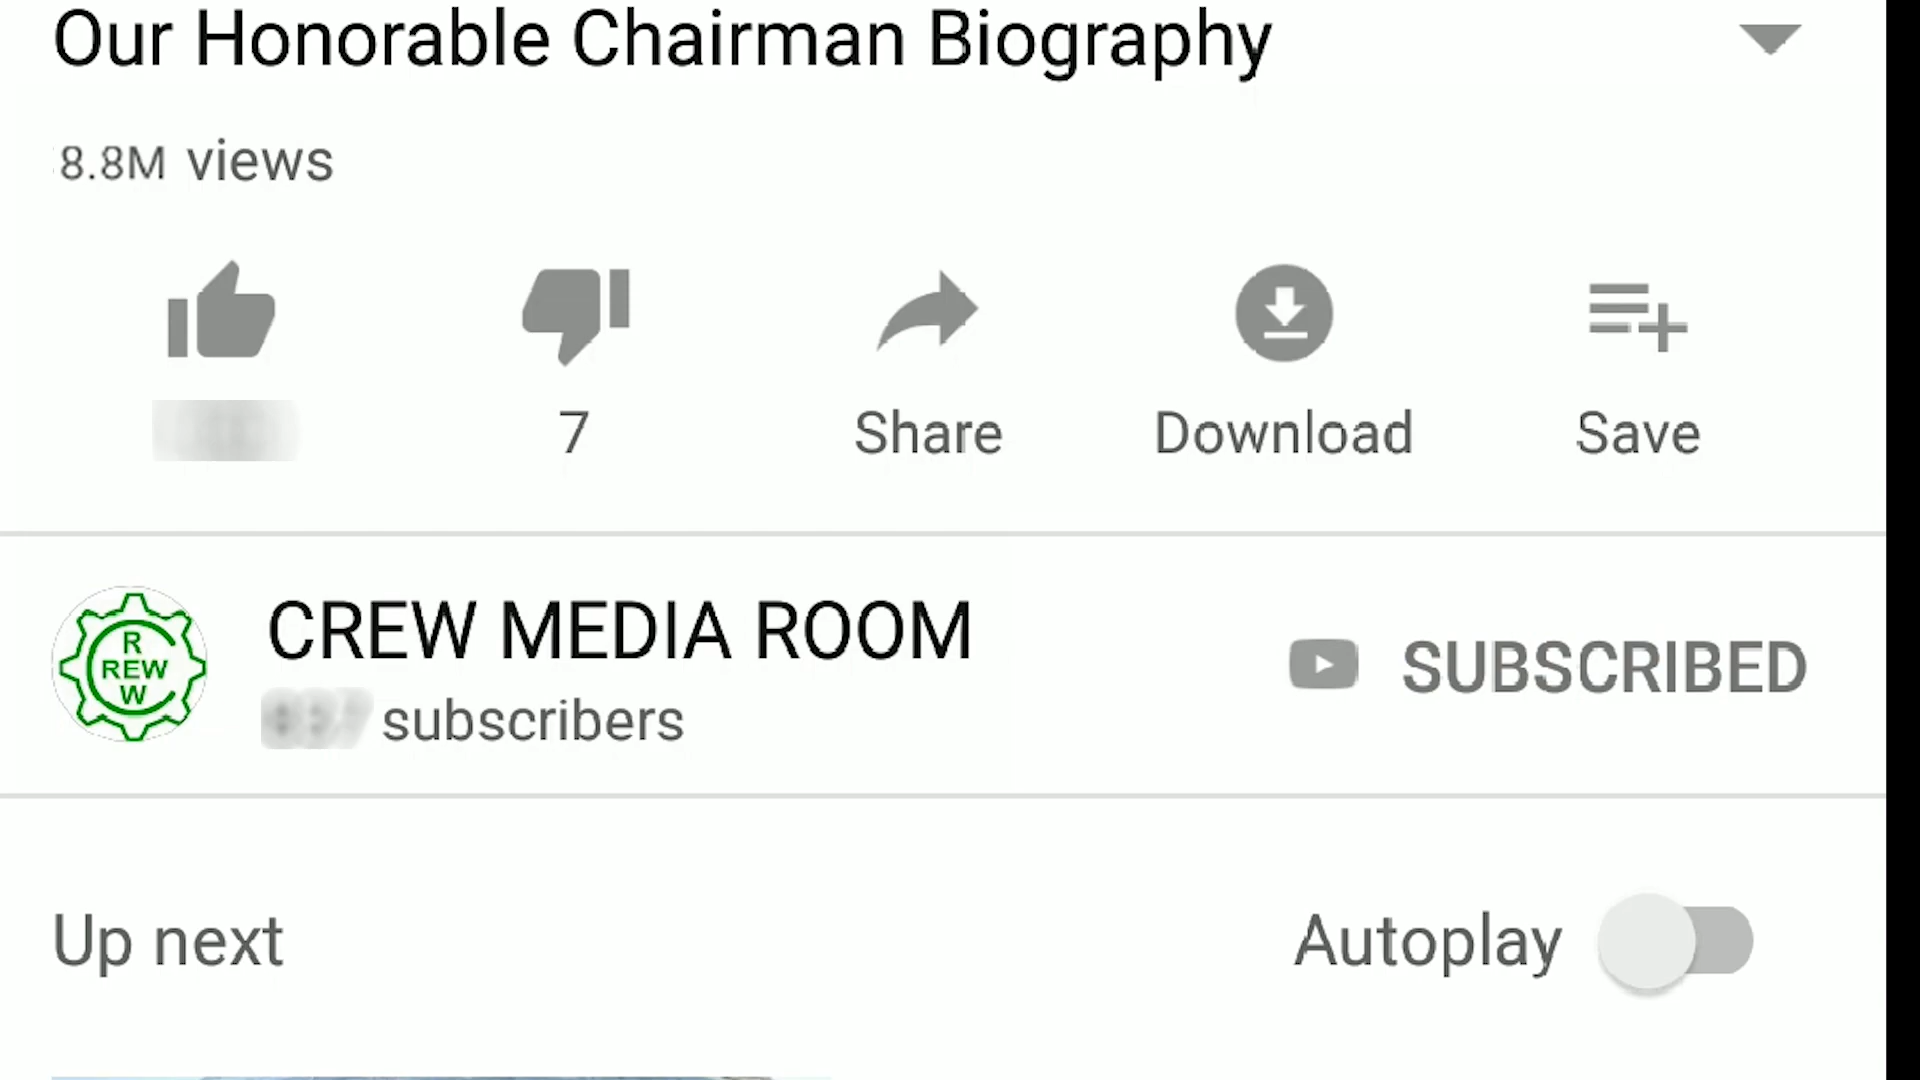 Our Honorable Chairman Biography
8.8M views
7
Share
Download
Save
R
REW
W
CREW MEDIA ROOM
subscribers
SUBSCRIBED
Up next
Autoplay